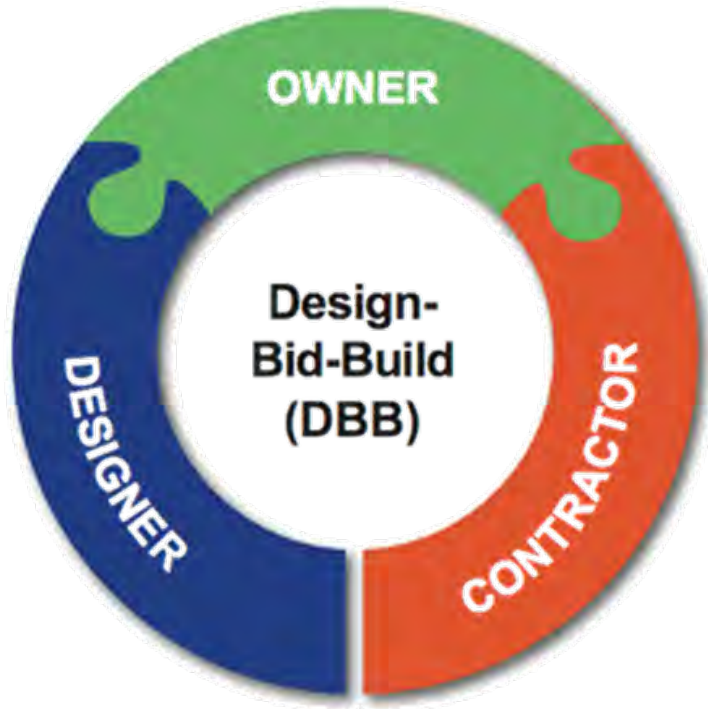 OWNER
Design-
Bid-Build
(DBB)
DESIGNER
CONTRACTOR